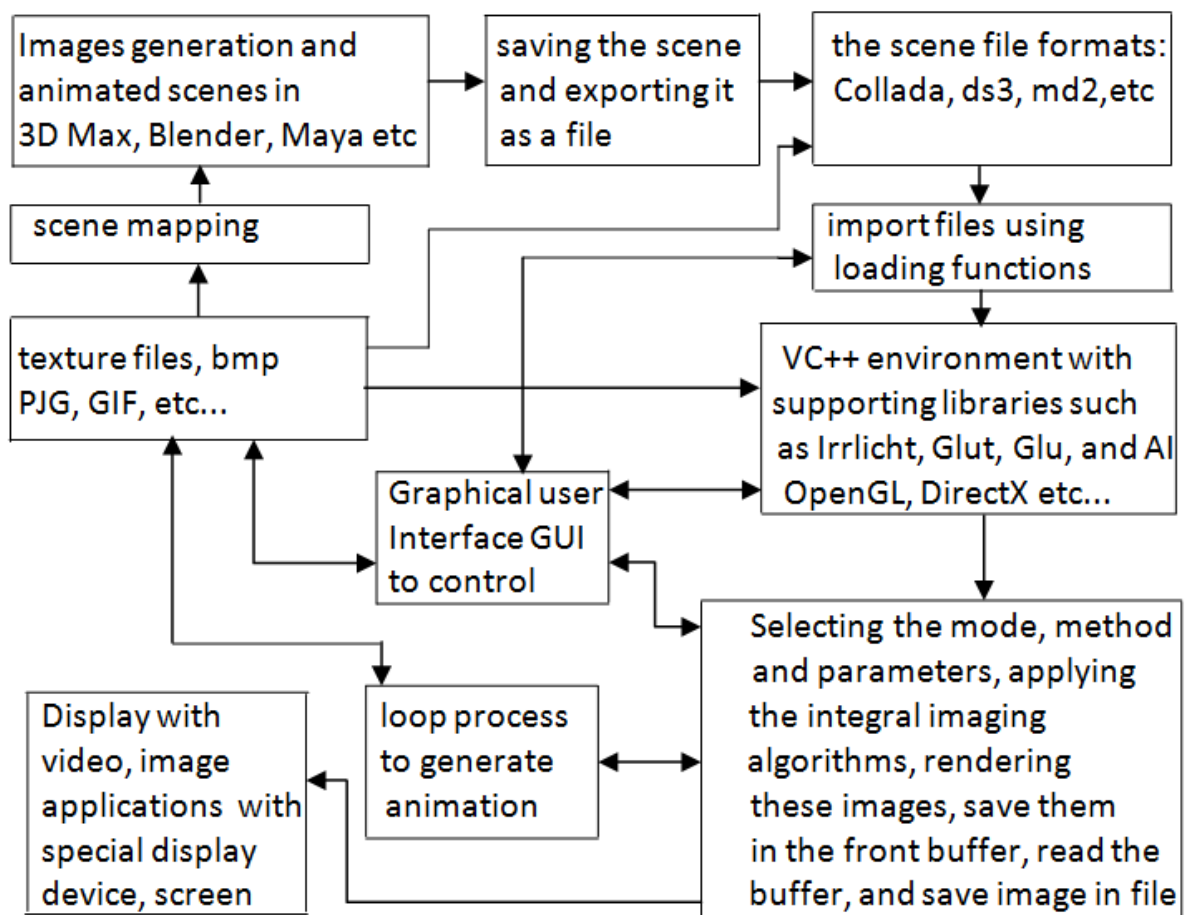 Images generation and
animated scenes in
3D Max, Blender, Maya etc
saving the scene
and exporting it
as a file
the scene file formats:
Collada, ds3, md2,etc
scene mapping
import files using
loading functions
texture files, bmp
PJG, GIF, etc...
VC++ environment with
supporting libraries such
as Irrlicht, Glut, Glu, and AI
OpenGL, DirectX etc...
Graphical user
Interface GUI
to control
Selecting the mode, method
and parameters, applying
the integral imaging
algorithms, rendering
these images, save them
in the front buffer, read the
buffer, and save image in file
loop process
to generate
animation
Display with
video, image
applications with
special display
device, screen